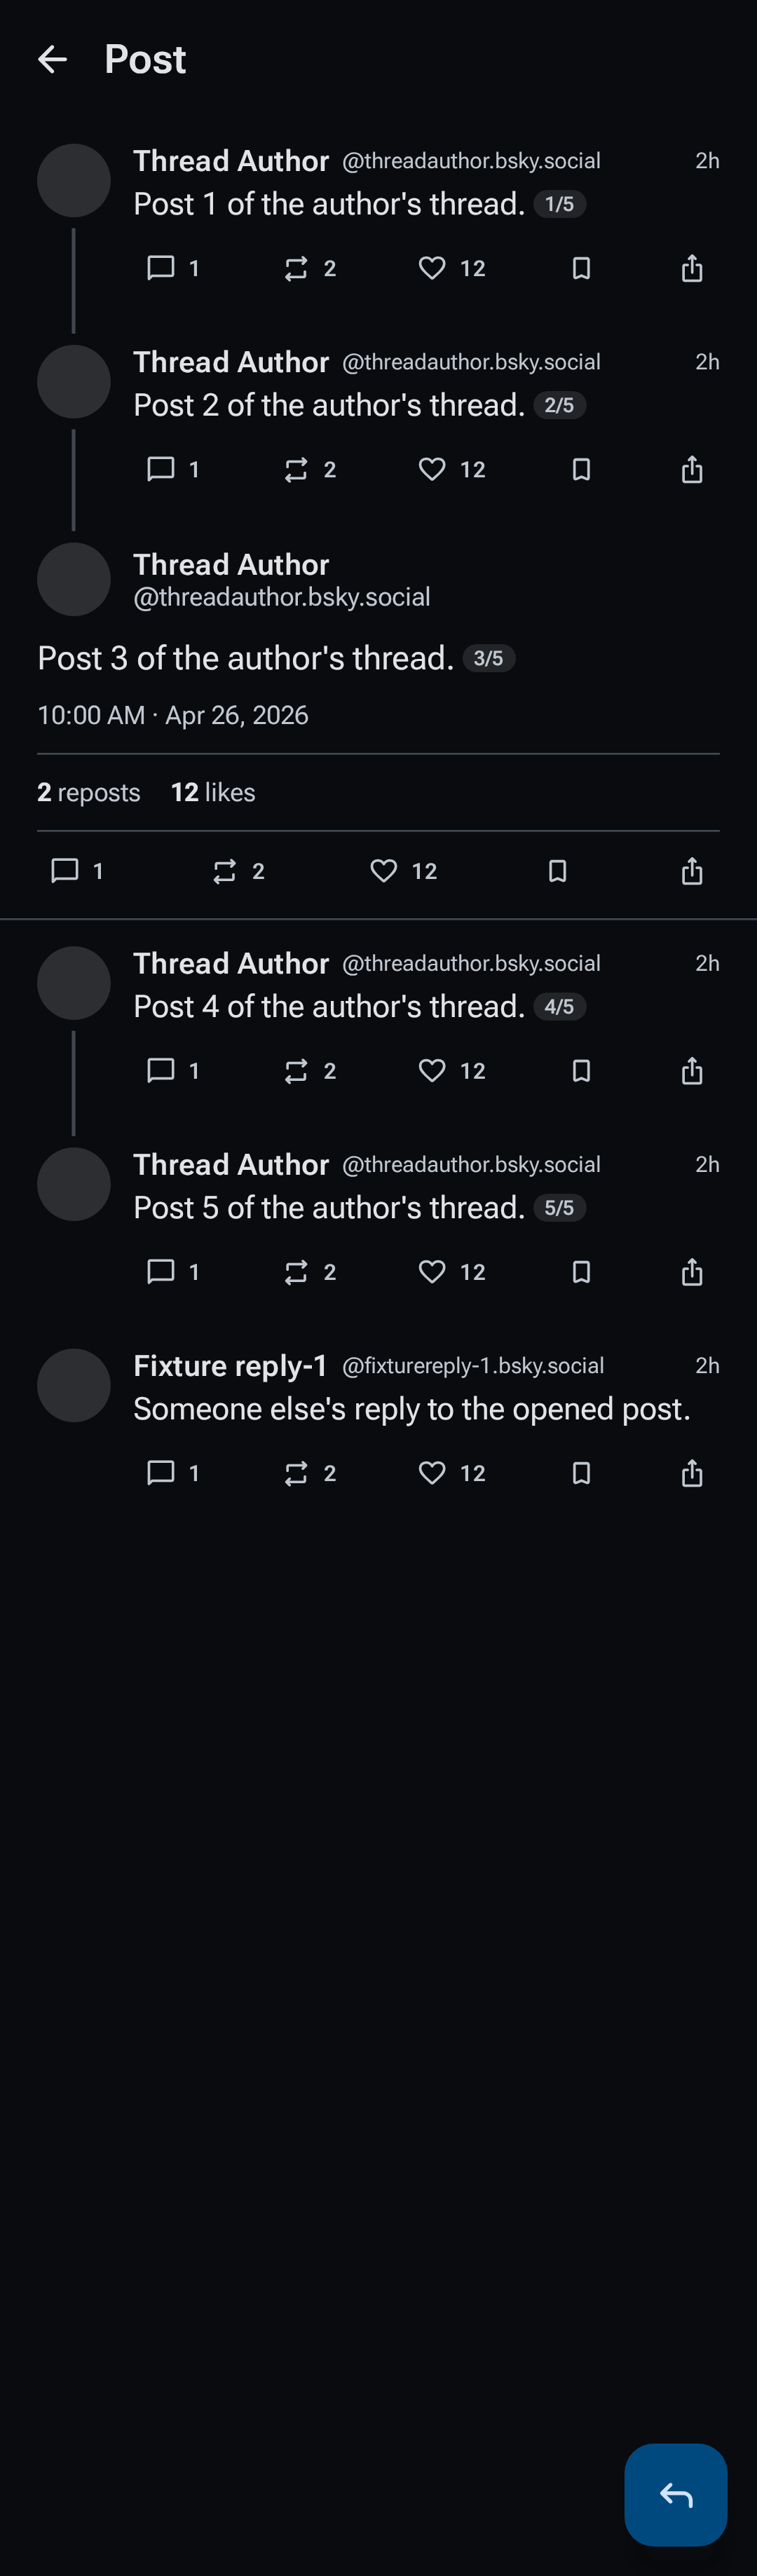 Post
Thread Author @threadauthor.bsky.social 2h
Post 1 of the author's thread. 1/5
1 2 12
Thread Author @threadauthor.bsky.social 2h
Post 2 of the author's thread. 2/5
1 2 12
Thread Author
@threadauthor.bsky.social
Post 3 of the author's thread. 3/5
10:00 AM · Apr 26, 2026
2 reposts 12 likes
1 2 12
Thread Author @threadauthor.bsky.social 2h
Post 4 of the author's thread. 4/5
1 2 12
Thread Author @threadauthor.bsky.social 2h
Post 5 of the author's thread. 5/5
1 2 12
Fixture reply-1 @fixturereply-1.bsky.social 2h
Someone else's reply to the opened post.
1 2 12